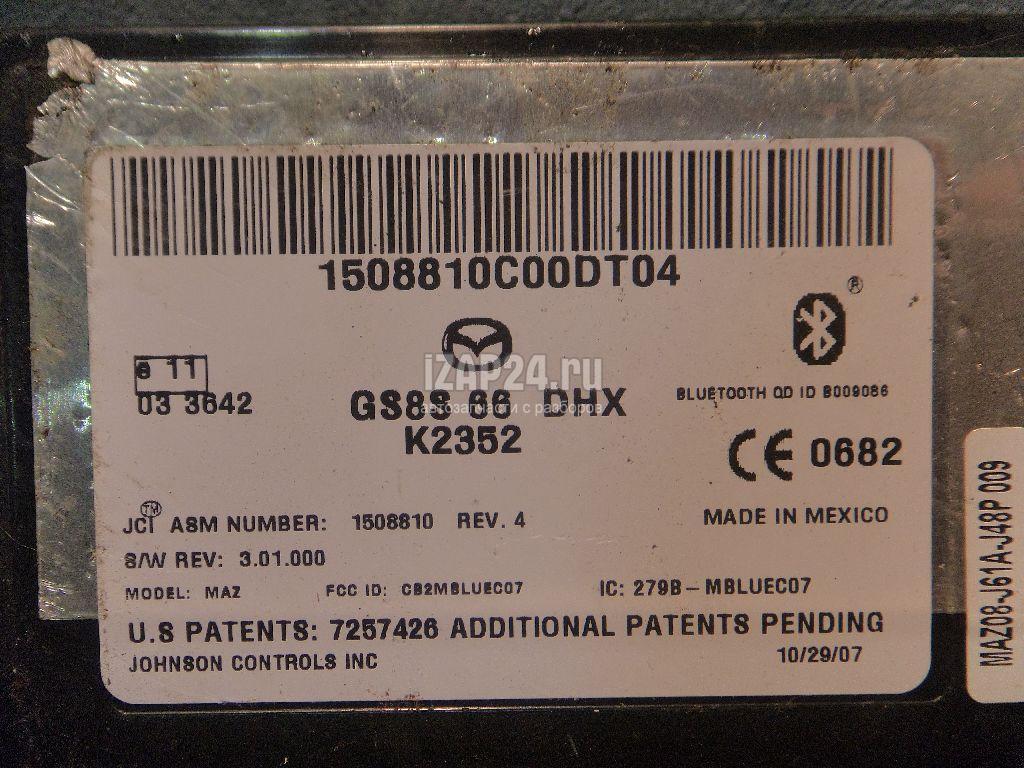 1508810C00DT04
®
e 11
03 3642
GS8S 66 DHX
K2352
BLUETOOTH QD ID B009086
CE 0682
JCI™ ASM NUMBER: 1508810 REV. 4
MADE IN MEXICO
S/W REV: 3.01.000
MODEL: MAZ FCC ID: CB2MBLUEC07 IC: 279B-MBLUEC07
U.S PATENTS: 7257426 ADDITIONAL PATENTS PENDING
JOHNSON CONTROLS INC 10/29/07
MAZ08-J61A-J48P 009
iZAP24.ru
автозапчасти с разборов